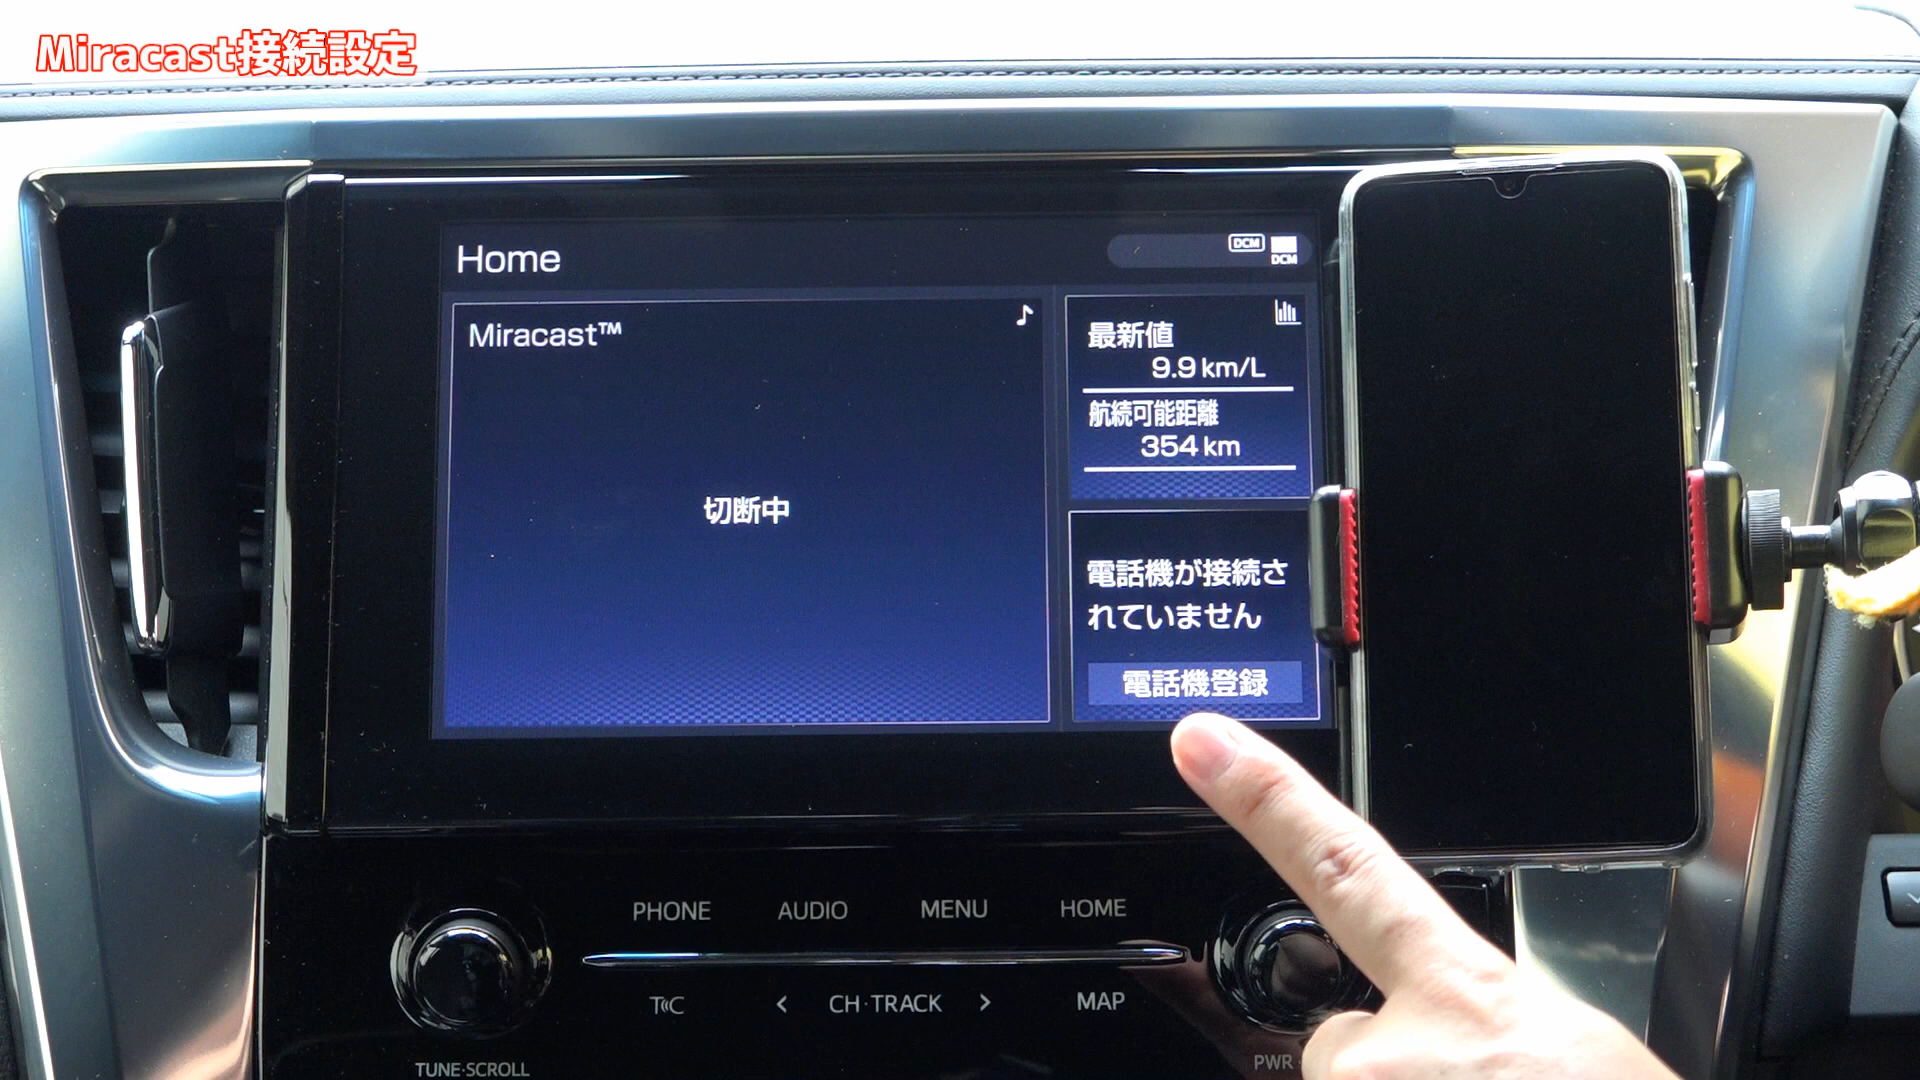 Miracast接続設定
Home
DCM
DCM
Miracast™
切断中
最新値
9.9 km/L
航続可能距離
354 km
電話機が接続さ
れていません
電話機登録
PHONE
AUDIO
MENU
HOME
T C
< CH·TRACK >
MAP
TUNE·SCROLL
PWR